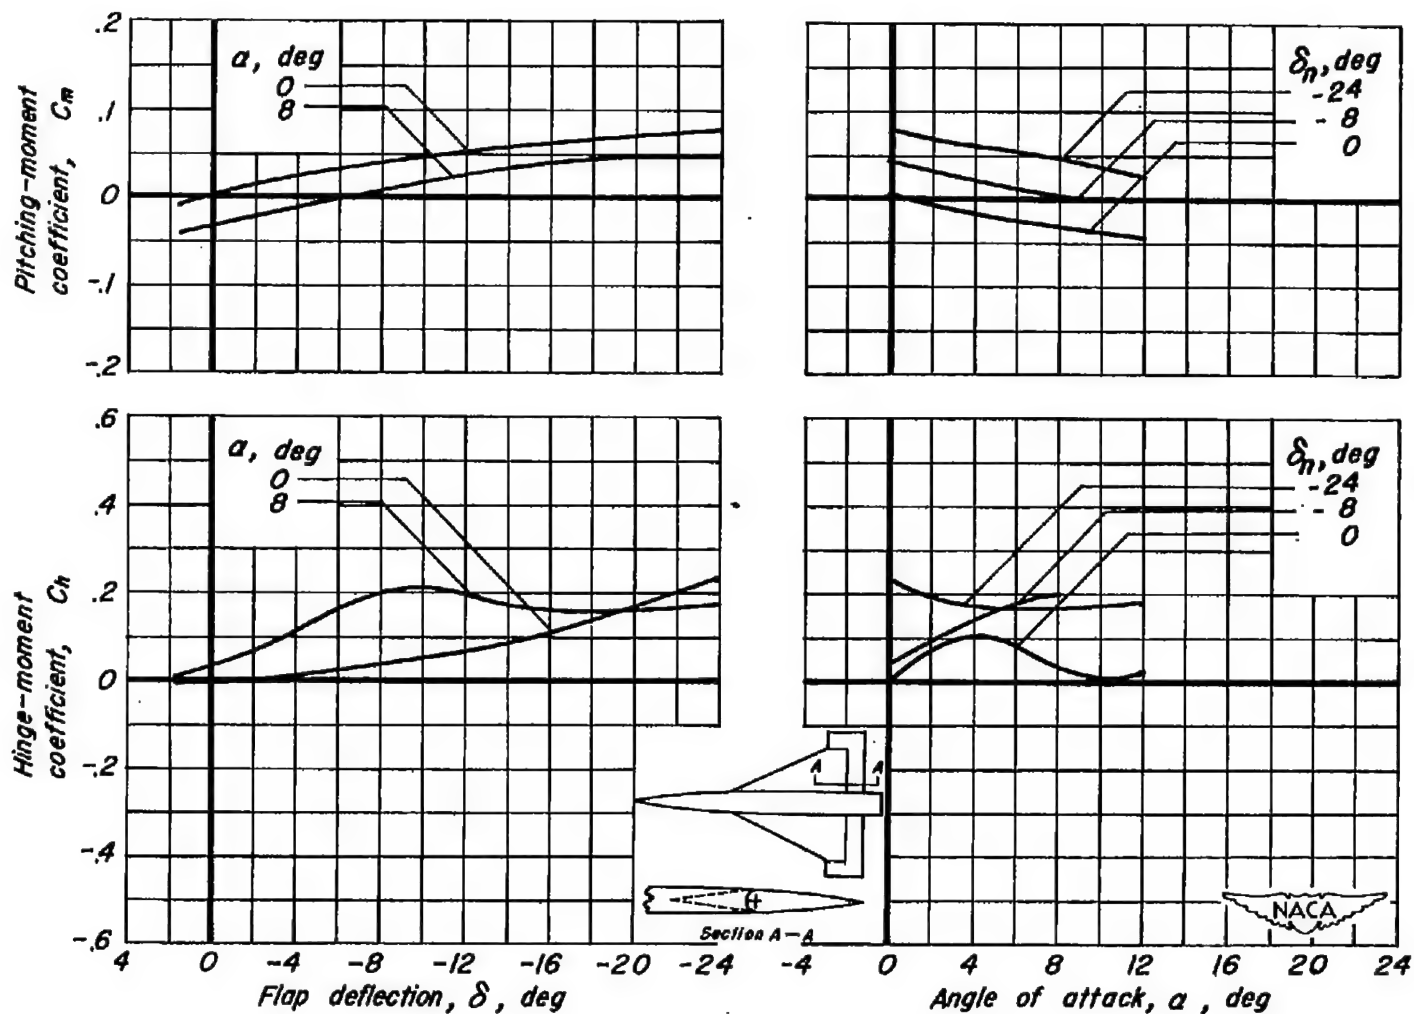 .2
.1
0
-.1
-.2
Pitching-moment
coefficient, Cm
α, deg
0
8
δn, deg
-24
-8
0
.6
.4
.2
0
-.2
-.4
-.6
Hinge-moment
coefficient, Ch
α, deg
0
8
δn, deg
-24
-8
0
A A
Section A-A
NACA
4 0 -4 -8 -12 -16 -20 -24
Flap deflection, δ, deg
-4 0 4 8 12 16 20 24
Angle of attack, α, deg